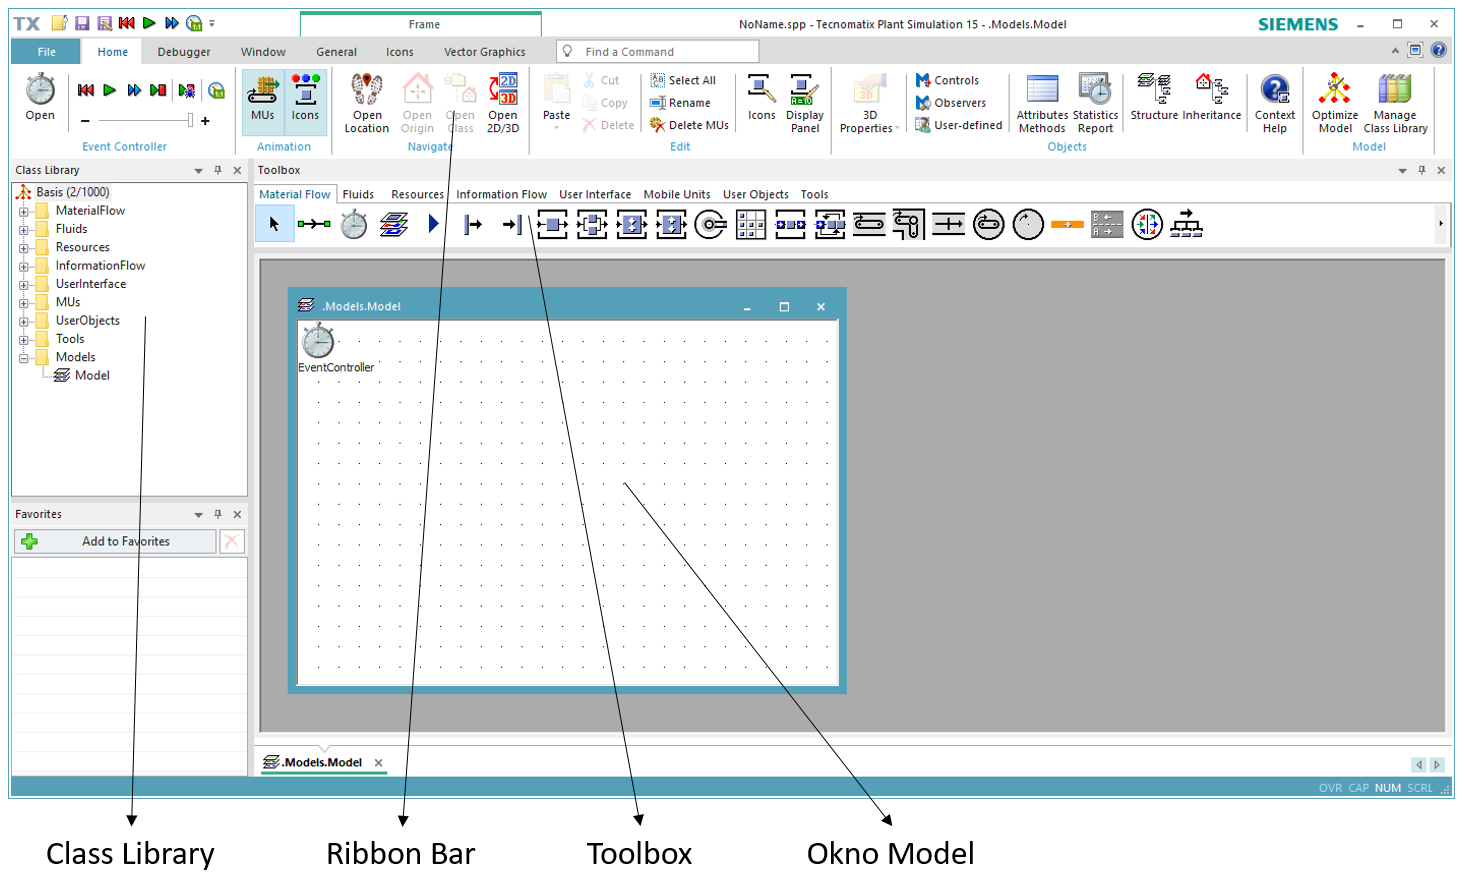 TX
Frame
NoName.spp - Tecnomatix Plant Simulation 15 - .Models.Model
SIEMENS
File Home Debugger Window General Icons Vector Graphics Find a Command
Open
Event Controller
MUs Icons
Animation
Open Location
Open Origin
Open Class
Open 2D/3D
2D
3D
Navigate
Paste
Cut
Copy
Delete
Select All
Rename
Delete MUs
Edit
Icons
Display Panel
A=10
3D
3D Properties
Controls
Observers
User-defined
Attributes Methods
Statistics Report
Structure Inheritance
Objects
Context Help
Optimize Model
Manage Class Library
Model
Class Library
Basis (2/1000)
MaterialFlow
Fluids
Resources
InformationFlow
UserInterface
MUs
UserObjects
Tools
Models
Model
Favorites
Add to Favorites
Toolbox
Material Flow Fluids Resources Information Flow User Interface Mobile Units User Objects Tools
B
A
.Models.Model
EventController
.Models.Model
OVR CAP NUM SCRL
Class Library
Ribbon Bar
Toolbox
Okno Model